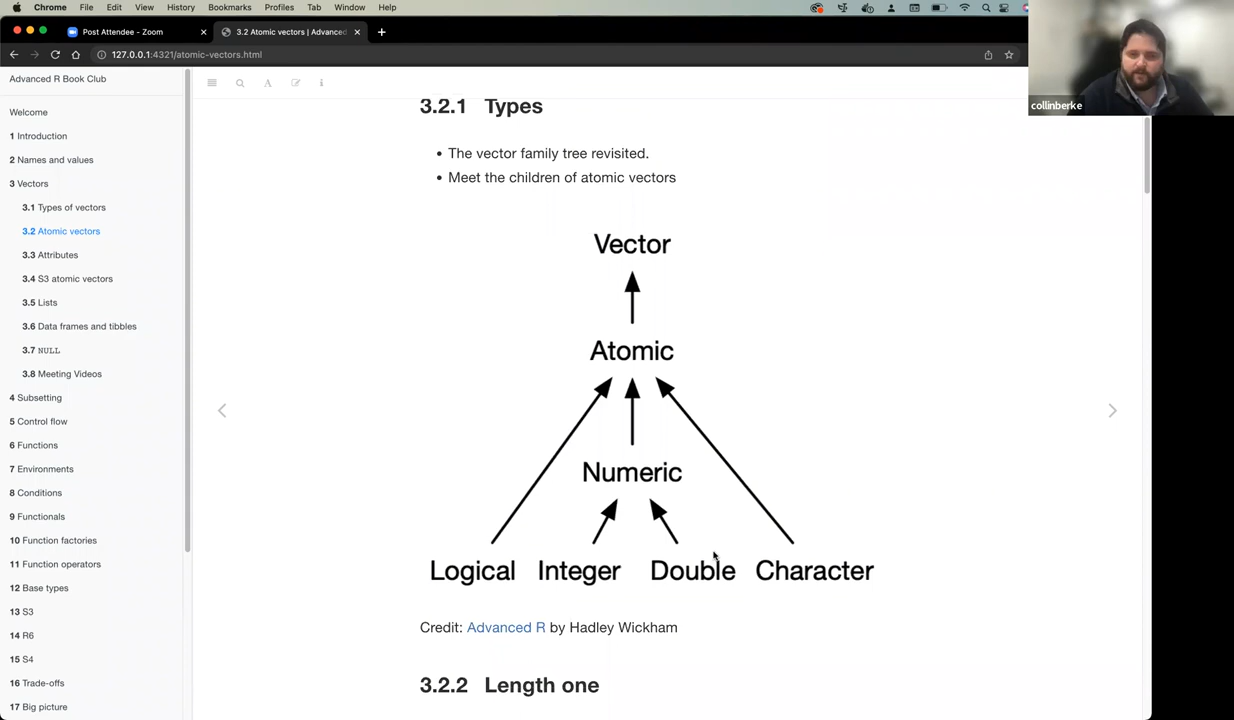 Chrome File Edit View History Bookmarks Profiles Tab Window Help
Post Attendee - Zoom
3.2 Atomic vectors | Advanced
127.0.0.1:4321/atomic-vectors.html
collinberke
Advanced R Book Club
Welcome
1 Introduction
2 Names and values
3 Vectors
3.1 Types of vectors
3.2 Atomic vectors
3.3 Attributes
3.4 S3 atomic vectors
3.5 Lists
3.6 Data frames and tibbles
3.7 NULL
3.8 Meeting Videos
4 Subsetting
5 Control flow
6 Functions
7 Environments
8 Conditions
9 Functionals
10 Function factories
11 Function operators
12 Base types
13 S3
14 R6
15 S4
16 Trade-offs
17 Big picture
3.2.1 Types
• The vector family tree revisited.
• Meet the children of atomic vectors
Vector
Atomic
Numeric
Logical Integer Double Character
Credit: Advanced R by Hadley Wickham
3.2.2 Length one